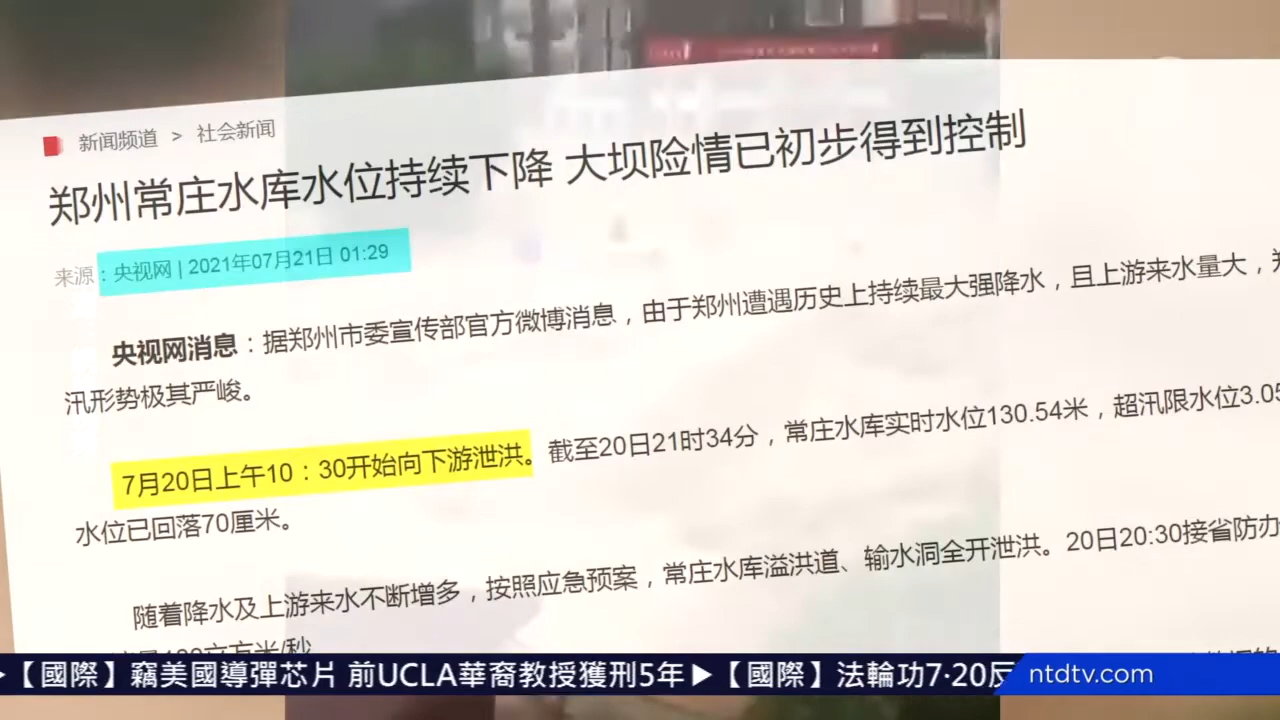 新闻频道 > 社会新闻
郑州常庄水库水位持续下降 大坝险情已初步得到控制
来源：央视网 | 2021年07月21日 01:29
央视网消息：据郑州市委宣传部官方微博消息，由于郑州遭遇历史上持续最大强降水，且上游来水量大，郑
汛形势极其严峻。
7月20日上午10：30开始向下游泄洪。截至20日21时34分，常庄水库实时水位130.54米，超汛限水位3.05
水位已回落70厘米。
随着降水及上游来水不断增多，按照应急预案，常庄水库溢洪道、输水洞全开泄洪。20日20:30接省防办
立方米/秒
【國際】竊美國導彈芯片 前UCLA華裔教授獲刑5年▶【國際】法輪功7·20反
ntdtv.com